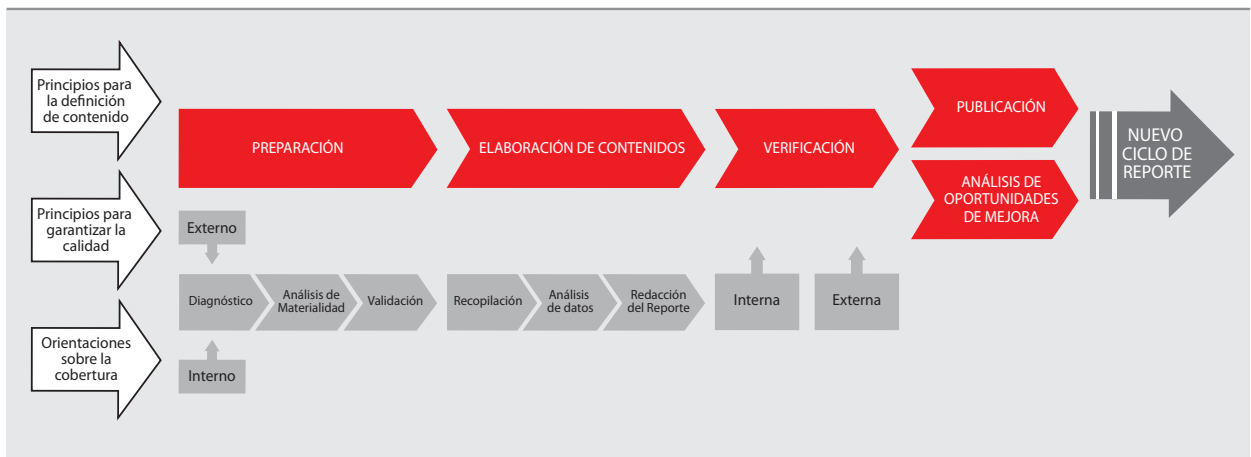 Principios para
la definición
de contenido
Principios para
garantizar la
calidad
Orientaciones
sobre la
cobertura
PREPARACIÓN
ELABORACIÓN DE CONTENIDOS
VERIFICACIÓN
PUBLICACIÓN
ANÁLISIS DE
OPORTUNIDADES
DE MEJORA
NUEVO
CICLO DE
REPORTE
Externo
Diagnóstico
Análisis de
Materialidad
Validación
Interno
Recopilación
Análisis
de datos
Redacción
del Reporte
Interna
Externa